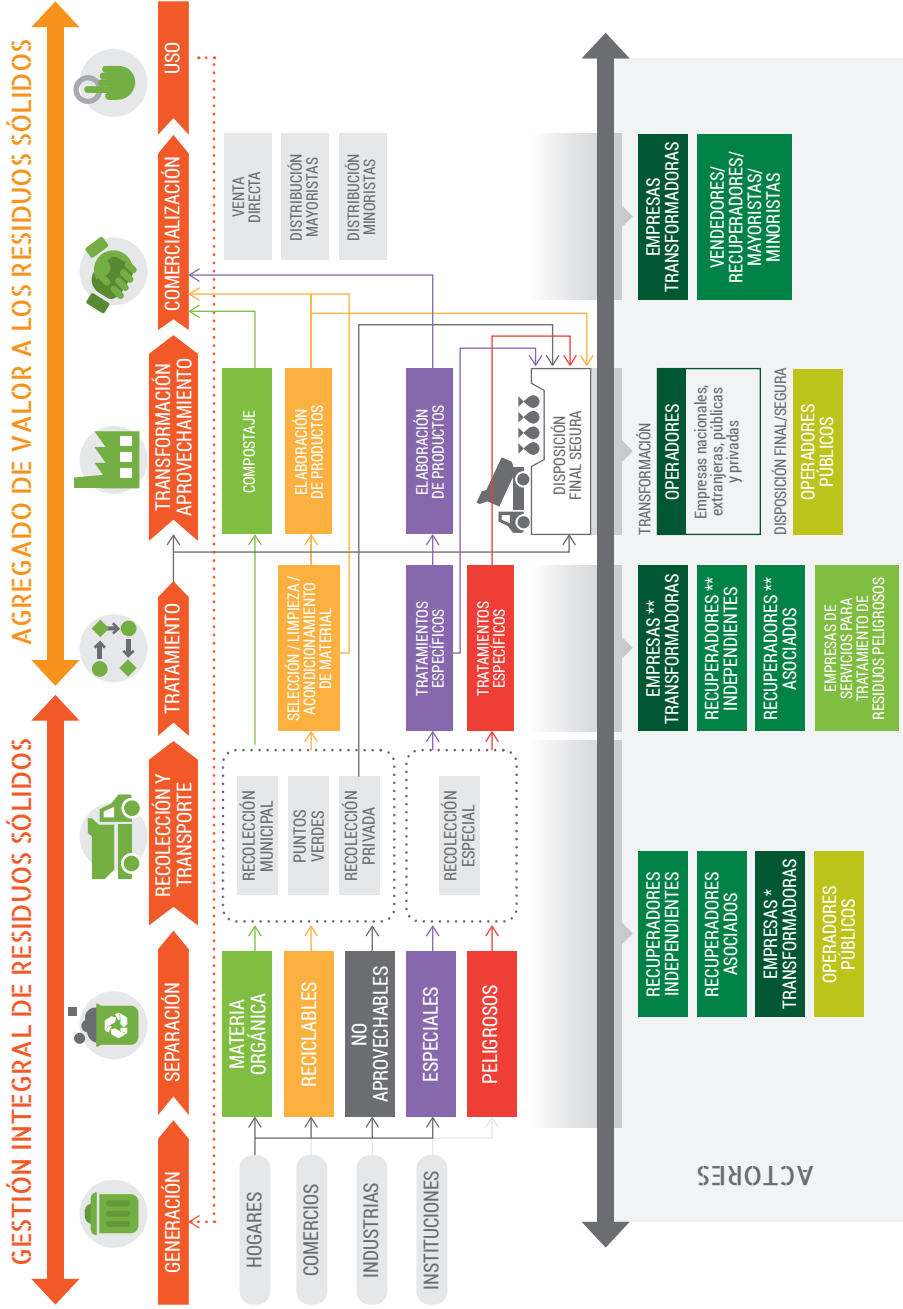 GESTIÓN INTEGRAL DE RESIDUOS SÓLIDOS
AGREGADO DE VALOR A LOS RESIDUOS SÓLIDOS
GENERACIÓN
SEPARACIÓN
RECOLECCIÓN Y
TRANSPORTE
TRATAMIENTO
TRANSFORMACIÓN
APROVECHAMIENTO
COMERCIALIZACIÓN
USO
HOGARES
COMERCIOS
INDUSTRIAS
INSTITUCIONES
MATERIA
ORGÁNICA
RECICLABLES
NO
APROVECHABLES
ESPECIALES
PELIGROSOS
RECOLECCIÓN
MUNICIPAL
PUNTOS
VERDES
RECOLECCIÓN
PRIVADA
RECOLECCIÓN
ESPECIAL
SELECCIÓN / LIMPIEZA /
ACONDICIONAMIENTO
DE MATERIAL
TRATAMIENTOS
ESPECÍFICOS
TRATAMIENTOS
ESPECÍFICOS
COMPOSTAJE
ELABORACIÓN
DE PRODUCTOS
ELABORACIÓN
DE PRODUCTOS
DISPOSICIÓN
FINAL SEGURA
VENTA
DIRECTA
DISTRIBUCIÓN
MAYORISTAS
DISTRIBUCIÓN
MINORISTAS
ACTORES
RECUPERADORES
INDEPENDIENTES
RECUPERADORES
ASOCIADOS
EMPRESAS *
TRANSFORMADORAS
OPERADORES
PÚBLICOS
EMPRESAS **
TRANSFORMADORAS
RECUPERADORES **
INDEPENDIENTES
RECUPERADORES **
ASOCIADOS
EMPRESAS DE
SERVICIOS PARA
TRATAMIENTO DE
RESIDUOS PELIGROSOS
TRANSFORMACIÓN
OPERADORES
Empresas nacionales,
extranjeras, públicas
y privadas
DISPOSICIÓN FINAL/SEGURA
OPERADORES
PÚBLICOS
EMPRESAS
TRANSFORMADORAS
VENDEDORES/
RECUPERADORES/
MAYORISTAS/
MINORISTAS